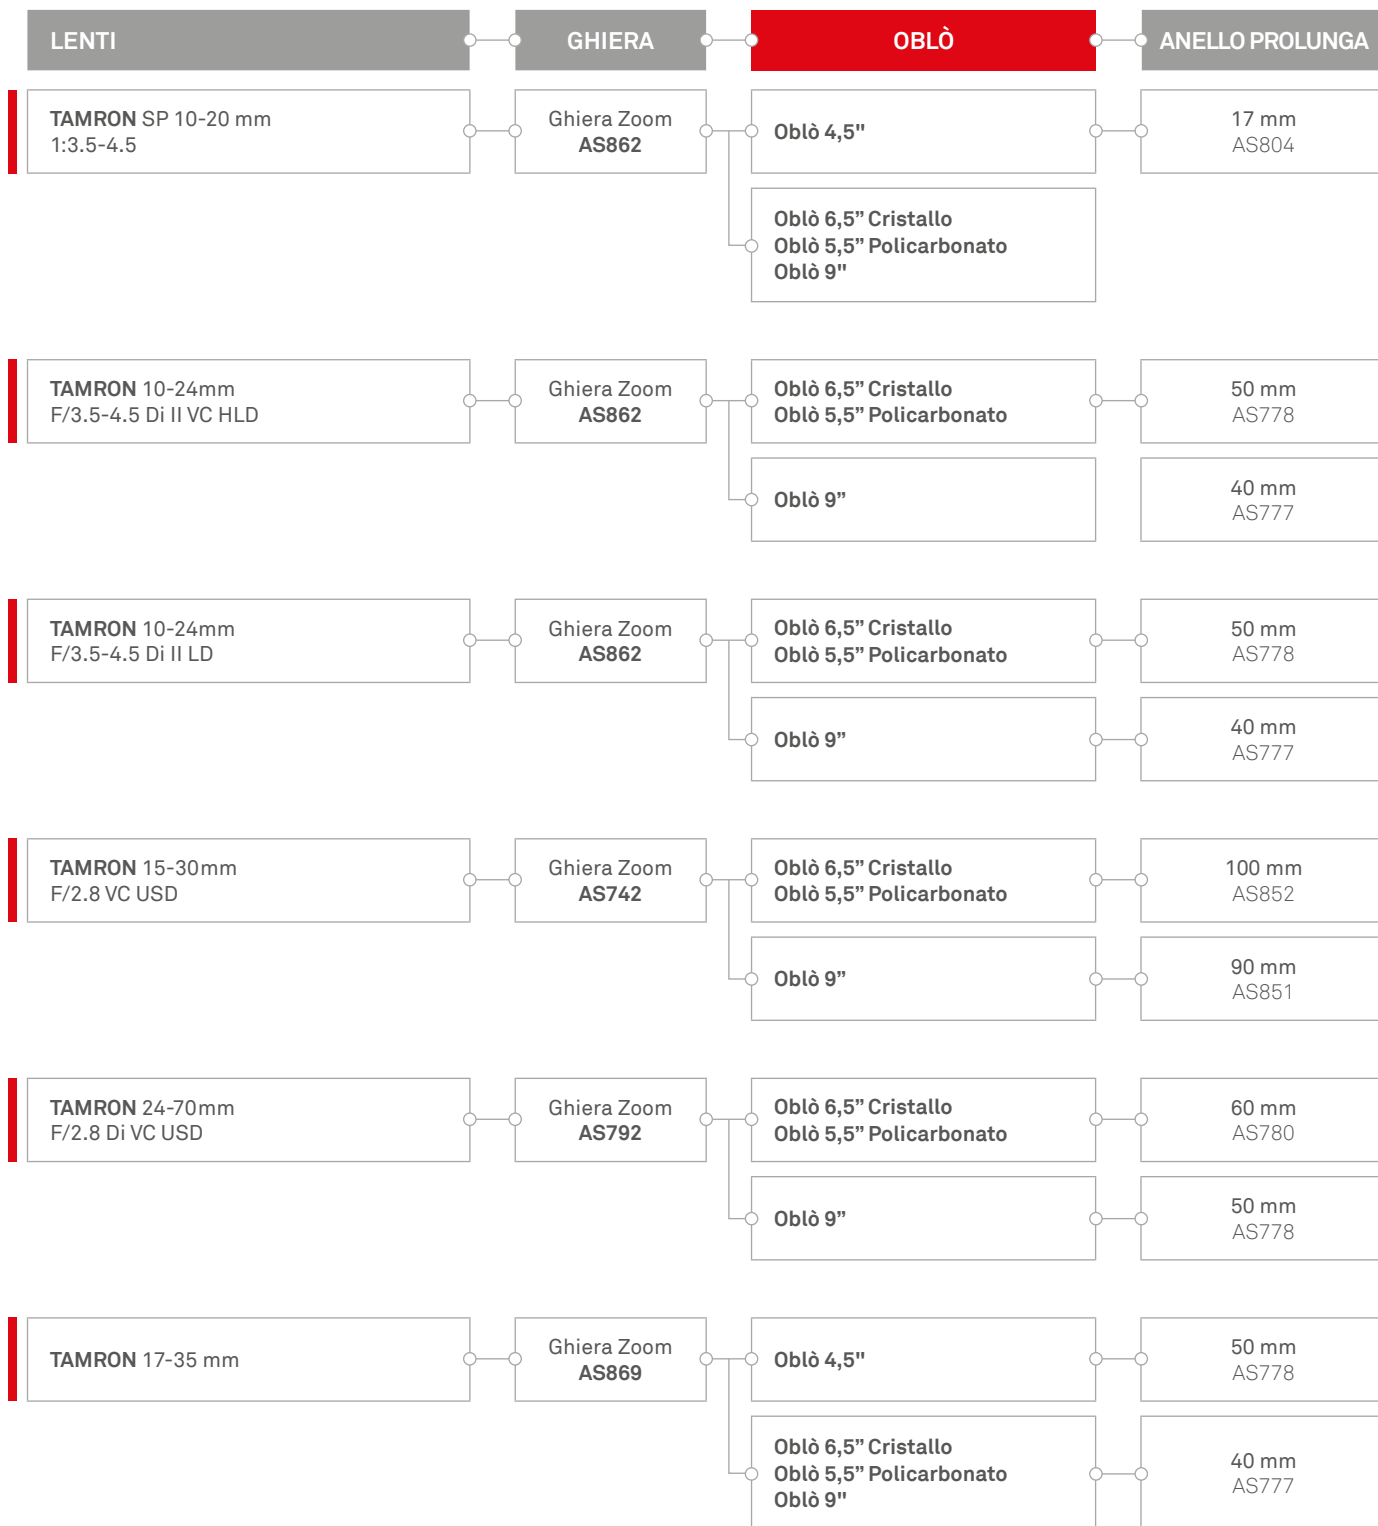 LENTI
GHIERA
OBLÒ
ANELLO PROLUNGA
TAMRON SP 10-20 mm
1:3.5-4.5
Ghiera Zoom
AS862
Oblò 4,5"
17 mm
AS804
Oblò 6,5” Cristallo
Oblò 5,5” Policarbonato
Oblò 9"
TAMRON 10-24mm
F/3.5-4.5 Di II VC HLD
Ghiera Zoom
AS862
Oblò 6,5” Cristallo
Oblò 5,5” Policarbonato
50 mm
AS778
Oblò 9”
40 mm
AS777
TAMRON 10-24mm
F/3.5-4.5 Di II LD
Ghiera Zoom
AS862
Oblò 6,5” Cristallo
Oblò 5,5” Policarbonato
50 mm
AS778
Oblò 9”
40 mm
AS777
TAMRON 15-30mm
F/2.8 VC USD
Ghiera Zoom
AS742
Oblò 6,5” Cristallo
Oblò 5,5” Policarbonato
100 mm
AS852
Oblò 9”
90 mm
AS851
TAMRON 24-70mm
F/2.8 Di VC USD
Ghiera Zoom
AS792
Oblò 6,5” Cristallo
Oblò 5,5” Policarbonato
60 mm
AS780
Oblò 9”
50 mm
AS778
TAMRON 17-35 mm
Ghiera Zoom
AS869
Oblò 4,5"
50 mm
AS778
Oblò 6,5” Cristallo
Oblò 5,5” Policarbonato
Oblò 9"
40 mm
AS777